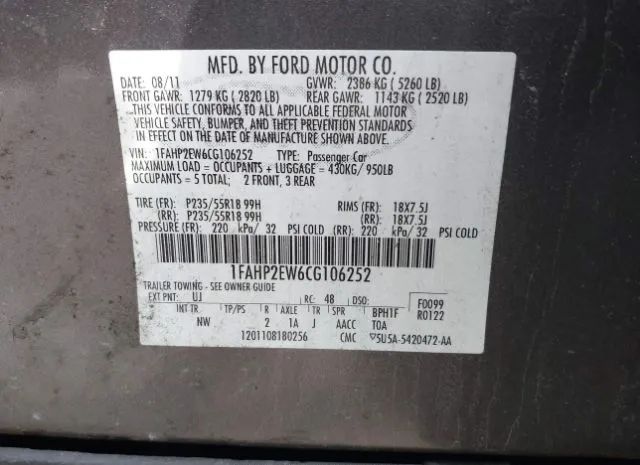 MFD. BY FORD MOTOR CO.
DATE: 08/11 GVWR: 2386 KG ( 5260 LB)
FRONT GAWR: 1279 KG ( 2820 LB) REAR GAWR: 1143 KG ( 2520 LB)
THIS VEHICLE CONFORMS TO ALL APPLICABLE FEDERAL MOTOR
VEHICLE SAFETY, BUMPER, AND THEFT PREVENTION STANDARDS
IN EFFECT ON THE DATE OF MANUFACTURE SHOWN ABOVE.
VIN: 1FAHP2EW6CG106252 TYPE: Passenger Car
MAXIMUM LOAD = OCCUPANTS + LUGGAGE = 430KG/ 950LB
OCCUPANTS = 5 TOTAL; 2 FRONT, 3 REAR
TIRE (FR): P235/55R18 99H RIMS (FR): 18X7.5J
(RR): P235/55R18 99H (RR): 18X7.5J
PRESSURE (FR): 220 kPa/ 32 PSI COLD (RR): 220 kPa/ 32 PSI COLD
1FAHP2EW6CG106252
TRAILER TOWING - SEE OWNER GUIDE
EXT PNT: UJ RC: 48 DSO: F0099
INT TR TP/PS R AXLE TR SPR BPH1F R0122
NW 2 1A J AACC TOA
1201108180256 CMC 5U5A-5420472-AA